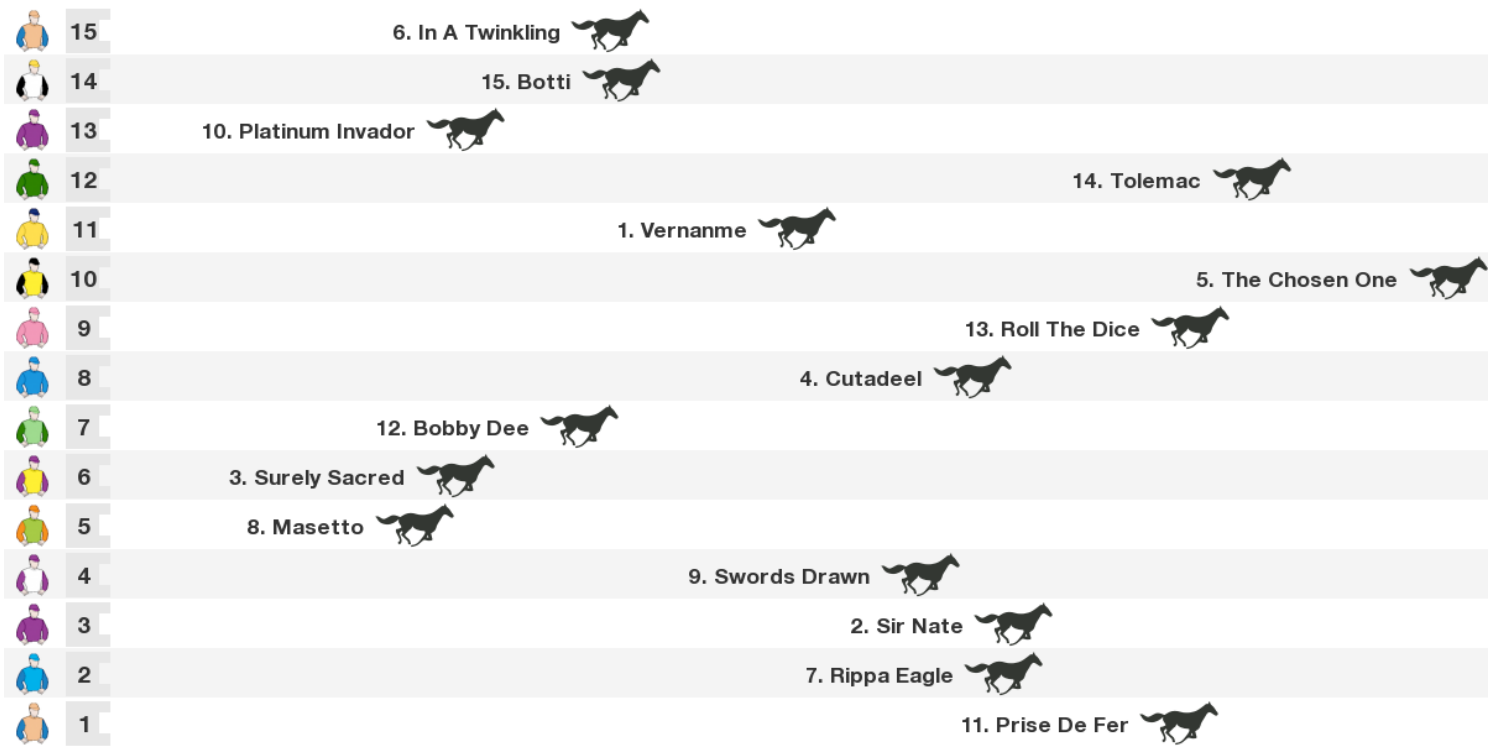 15 6. In A Twinkling
14 15. Botti
13 10. Platinum Invador
12 14. Tolemac
11 1. Vernanme
10 5. The Chosen One
9 13. Roll The Dice
8 4. Cutadeel
7 12. Bobby Dee
6 3. Surely Sacred
5 8. Masetto
4 9. Swords Drawn
3 2. Sir Nate
2 7. Rippa Eagle
1 11. Prise De Fer